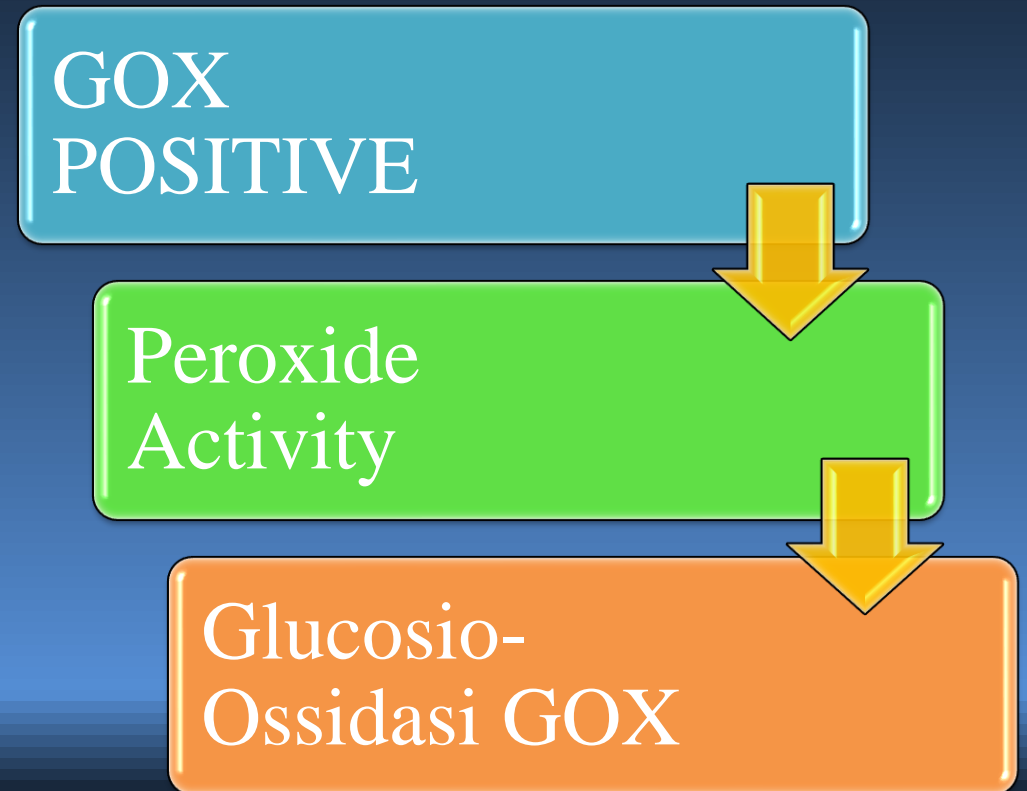 GOX
POSITIVE
Peroxide
Activity
Glucosio-
Ossidasi GOX